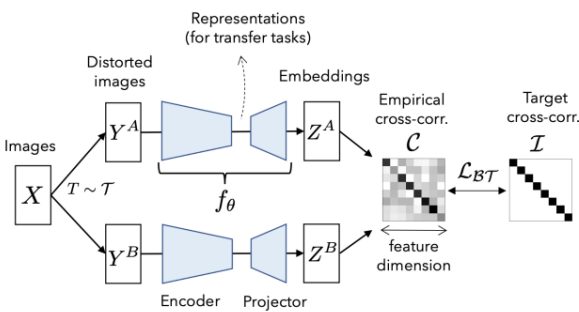 Representations
(for transfer tasks)
Distorted
images
Embeddings
Empirical
cross-corr.
Target
cross-corr.
Images
Y^A
Z^A
C
I
X
T ~ T
f_θ
L_BT
feature
dimension
Y^B
Z^B
Encoder
Projector